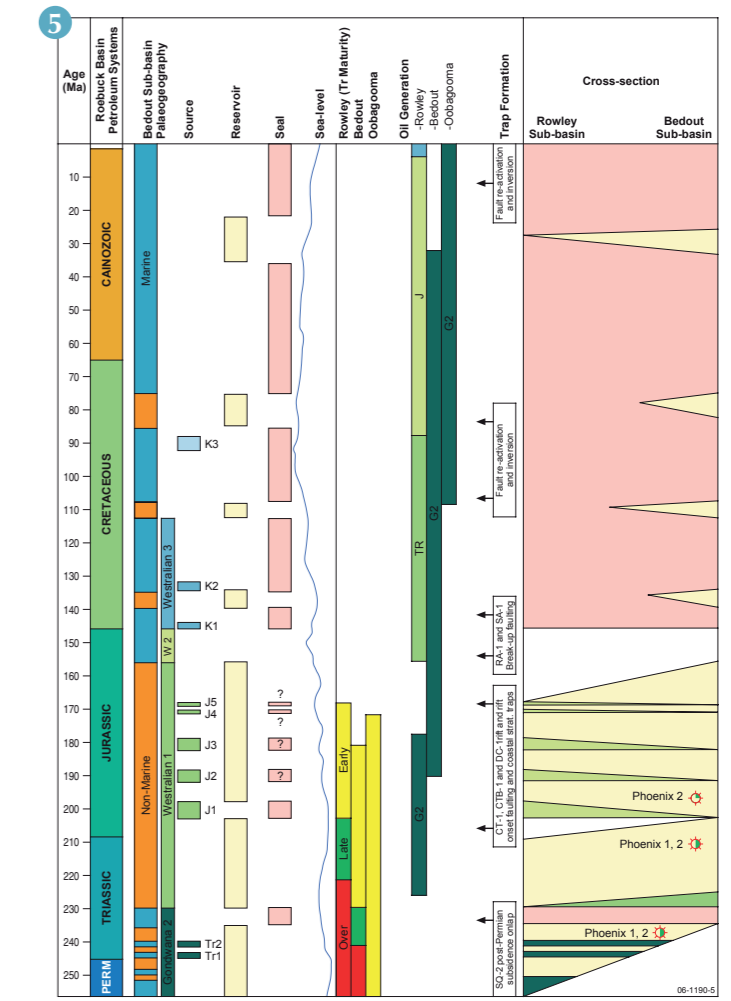 5
Age
(Ma)
Roebuck Basin
Petroleum Systems
Bedout Sub-basin
Palaeogeography
Source
Reservoir
Seal
Sea-level
Rowley (Tr Maturity)
Bedout
Oobagooma
Oil Generation
-Rowley
-Bedout
-Oobagooma
Trap Formation
Cross-section
Rowley
Sub-basin
Bedout
Sub-basin
10
20
30
40
50
60
70
80
90
100
110
120
130
140
150
160
170
180
190
200
210
220
230
240
250
CAINOZOIC
CRETACEOUS
JURASSIC
TRIASSIC
PERM
Marine
Non-Marine
Westralian 3
W 2
Westralian 1
Gondwana 2
K3
K2
K1
J5
J4
J3
J2
J1
Tr2
Tr1
?
?
?
?
Early
Late
Over
J
TR
G2
G2
G2
Fault re-activation
and inversion
Fault re-activation
and inversion
RA-1 and SA-1
Break-up faulting
CT-1, CTB-1 and DC-1rift and rift
onset faulting and coastal strat. traps
SQ-2 post-Permian
subsidence onlap
Phoenix 2
Phoenix 1, 2
Phoenix 1, 2
06-1190-5